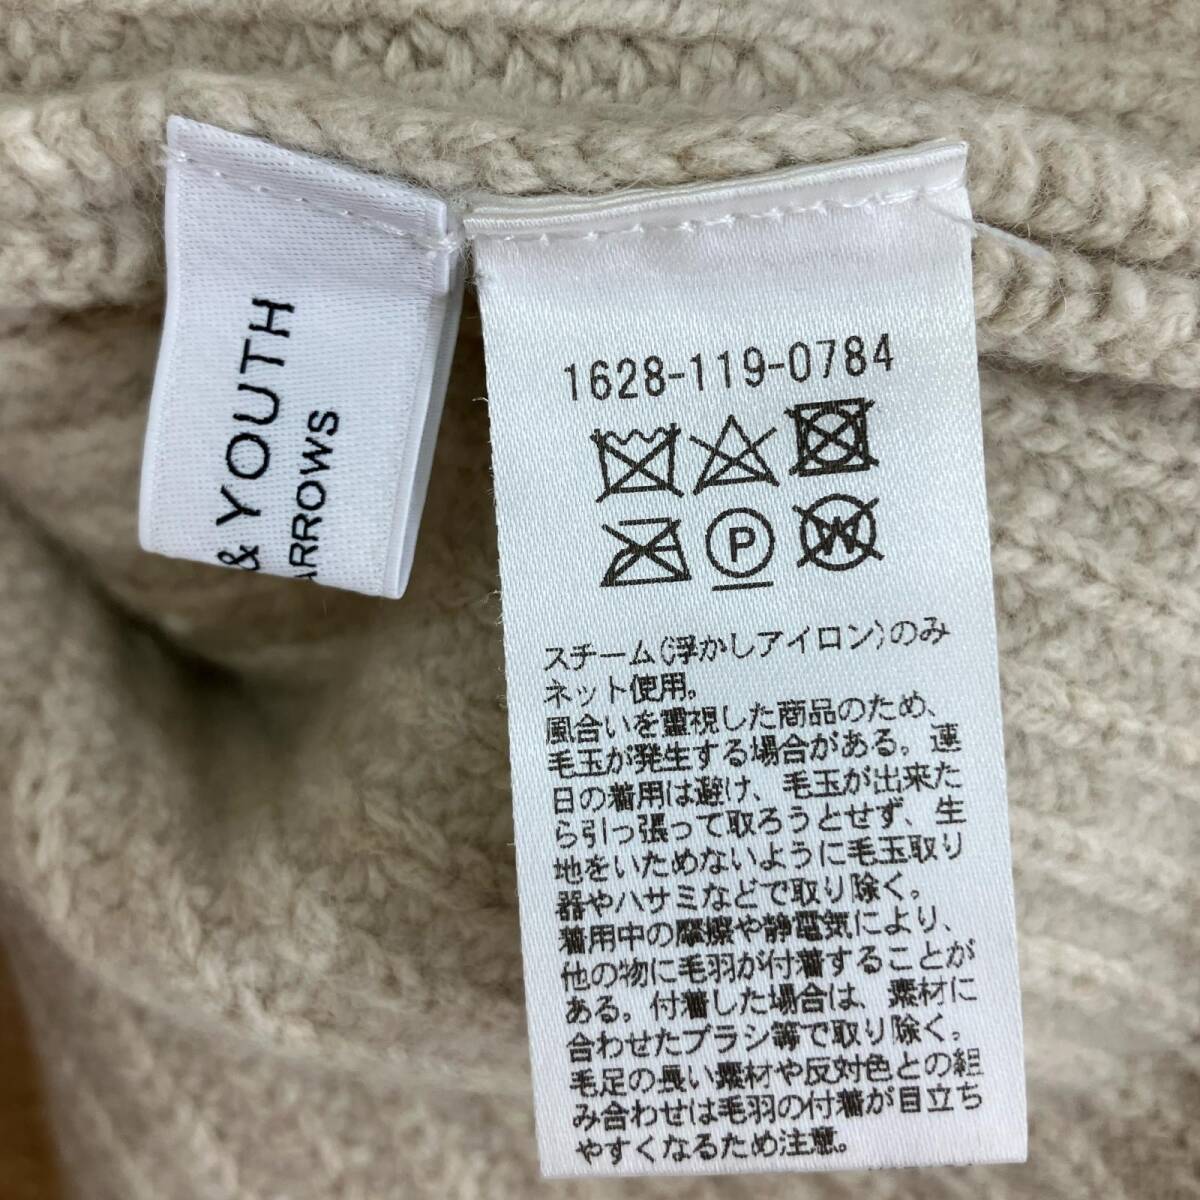 & YOUTH
ARROWS
1628-119-0784
P
W
スチーム(浮かしアイロン)のみ
ネット使用。
風合いを重視した商品のため、
毛玉が発生する場合がある。連
日の着用は避け、毛玉が出来た
ら引っ張って取ろうとせず、生
地をいためないように毛玉取り
器やハサミなどで取り除く。
着用中の摩擦や静電気により、
他の物に毛羽が付着することが
ある。付着した場合は、素材に
合わせたブラシ等で取り除く。
毛足の長い素材や反対色との組
み合わせは毛羽の付着が目立ち
やすくなるため注意。